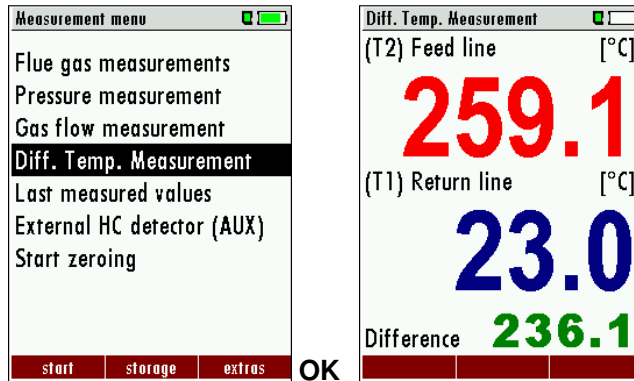 Measurement menu
Flue gas measurements
Pressure measurement
Gas flow measurement
Diff. Temp. Measurement
Last measured values
External HC detector (AUX)
Start zeroing
start storage extras
OK
Diff. Temp. Measurement
(T2) Feed line [°C]
259.1
(T1) Return line [°C]
23.0
Difference 236.1